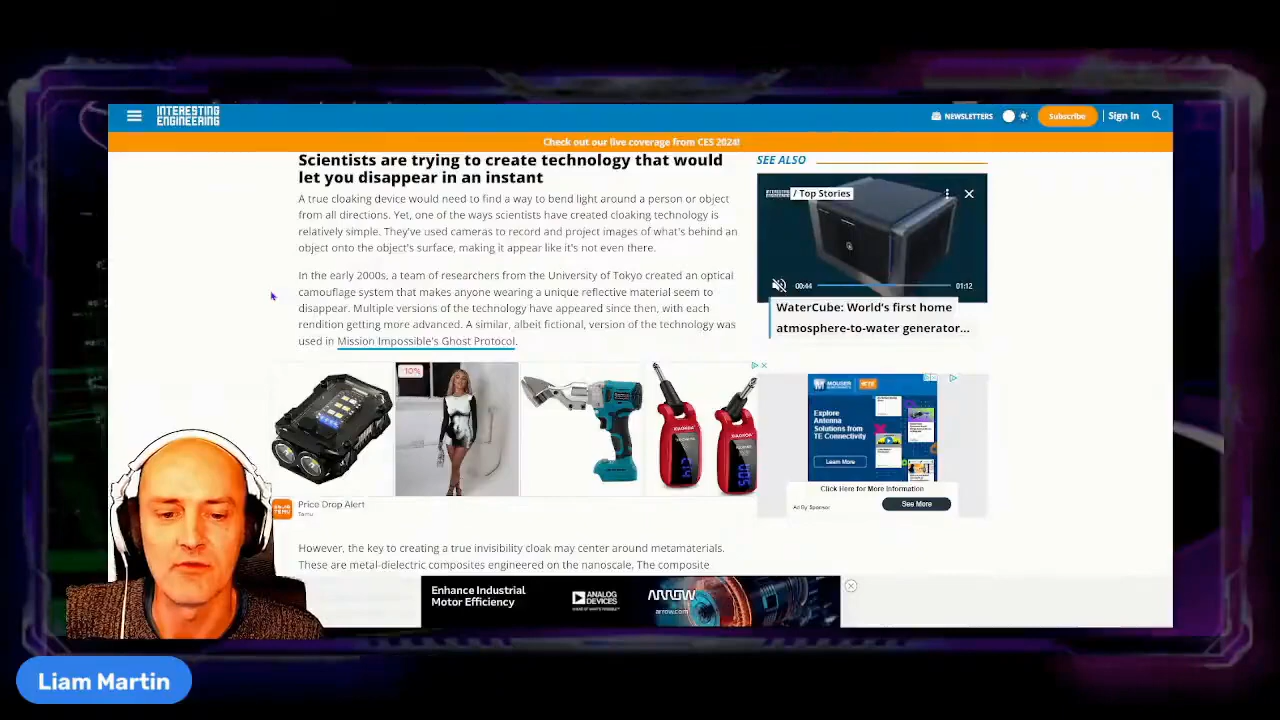 INTERESTING
ENGINEERING
NEWSLETTERS
Subscribe
Sign In
Check out our live coverage from CES 2024!
Scientists are trying to create technology that would
let you disappear in an instant
A true cloaking device would need to find a way to bend light around a person or object
from all directions. Yet, one of the ways scientists have created cloaking technology is
relatively simple. They've used cameras to record and project images of what's behind an
object onto the object's surface, making it appear like it's not even there.
In the early 2000s, a team of researchers from the University of Tokyo created an optical
camouflage system that makes anyone wearing a unique reflective material seem to
disappear. Multiple versions of the technology have appeared since then, with each
rendition getting more advanced. A similar, albeit fictional, version of the technology was
used in Mission Impossible's Ghost Protocol.
-10%
Price Drop Alert
Temu
However, the key to creating a true invisibility cloak may center around metamaterials.
These are metal-dielectric composites engineered on the nanoscale. The composite
SEE ALSO
/ Top Stories
00:44
01:12
WaterCube: World's first home
atmosphere-to-water generator...
MOUSER
Explore
Antenna
Solutions from
TE Connectivity
Learn More
Click Here for More Information
Ad By Sponsor
See More
Enhance Industrial
Motor Efficiency
ANALOG
DEVICES
ARROW
arrow.com
Liam Martin